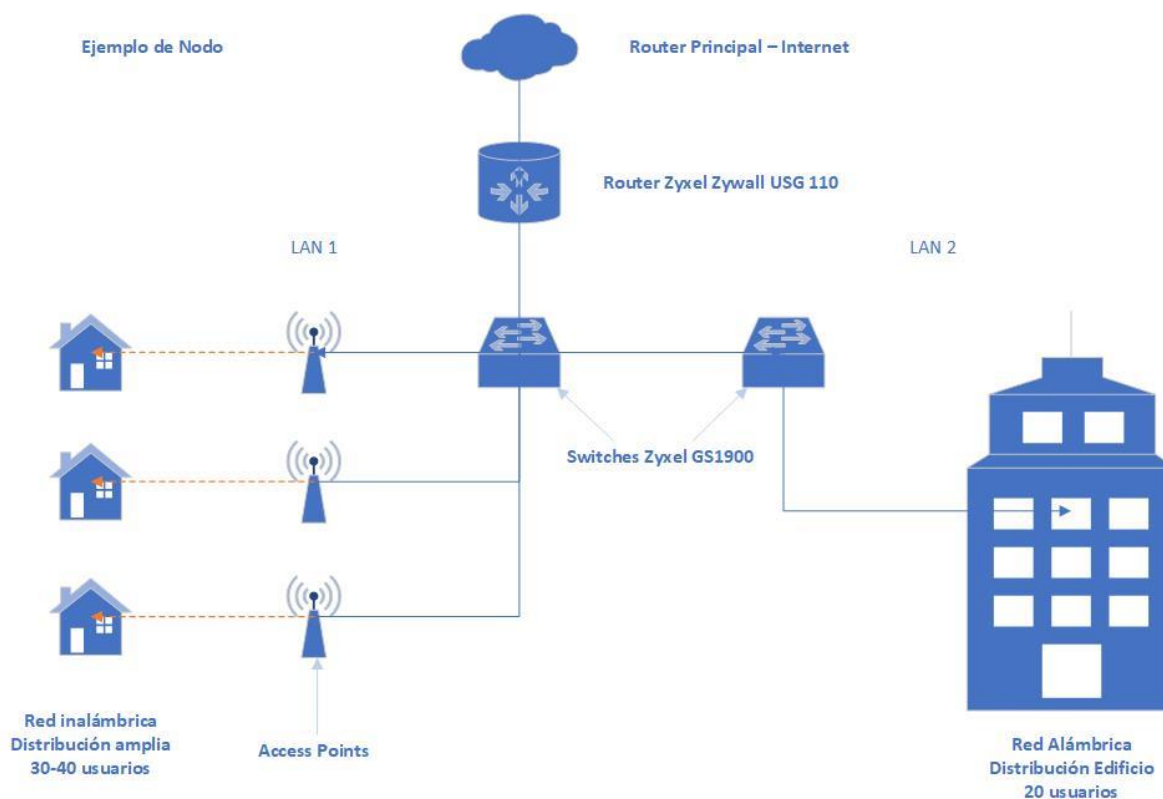 Ejemplo de Nodo
Router Principal – Internet
Router Zyxel Zywall USG 110
LAN 1
LAN 2
Switches Zyxel GS1900
Red inalámbrica
Distribución amplia
30-40 usuarios
Access Points
Red Alámbrica
Distribución Edificio
20 usuarios